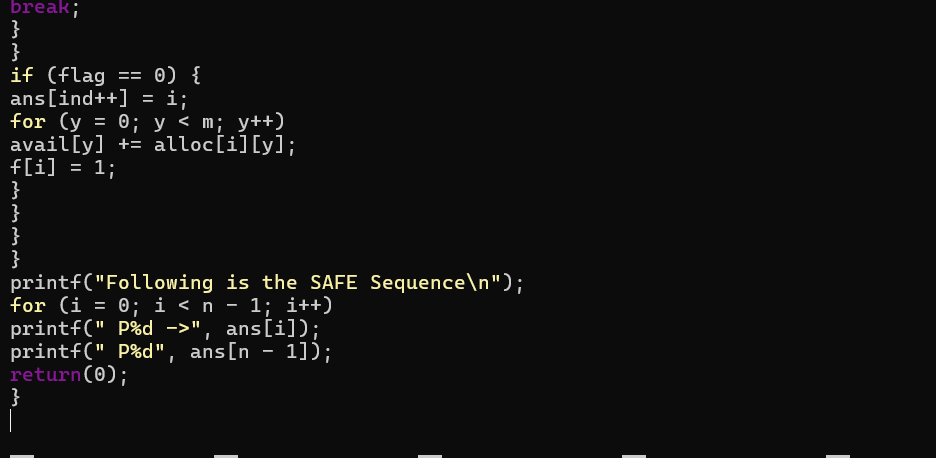 break;
}
}
if (flag == 0) {
ans[ind++] = i;
for (y = 0; y < m; y++)
avail[y] += alloc[i][y];
f[i] = 1;
}
}
}
}
printf("Following is the SAFE Sequence\n");
for (i = 0; i < n - 1; i++)
printf(" P%d ->", ans[i]);
printf(" P%d", ans[n - 1]);
return(0);
}